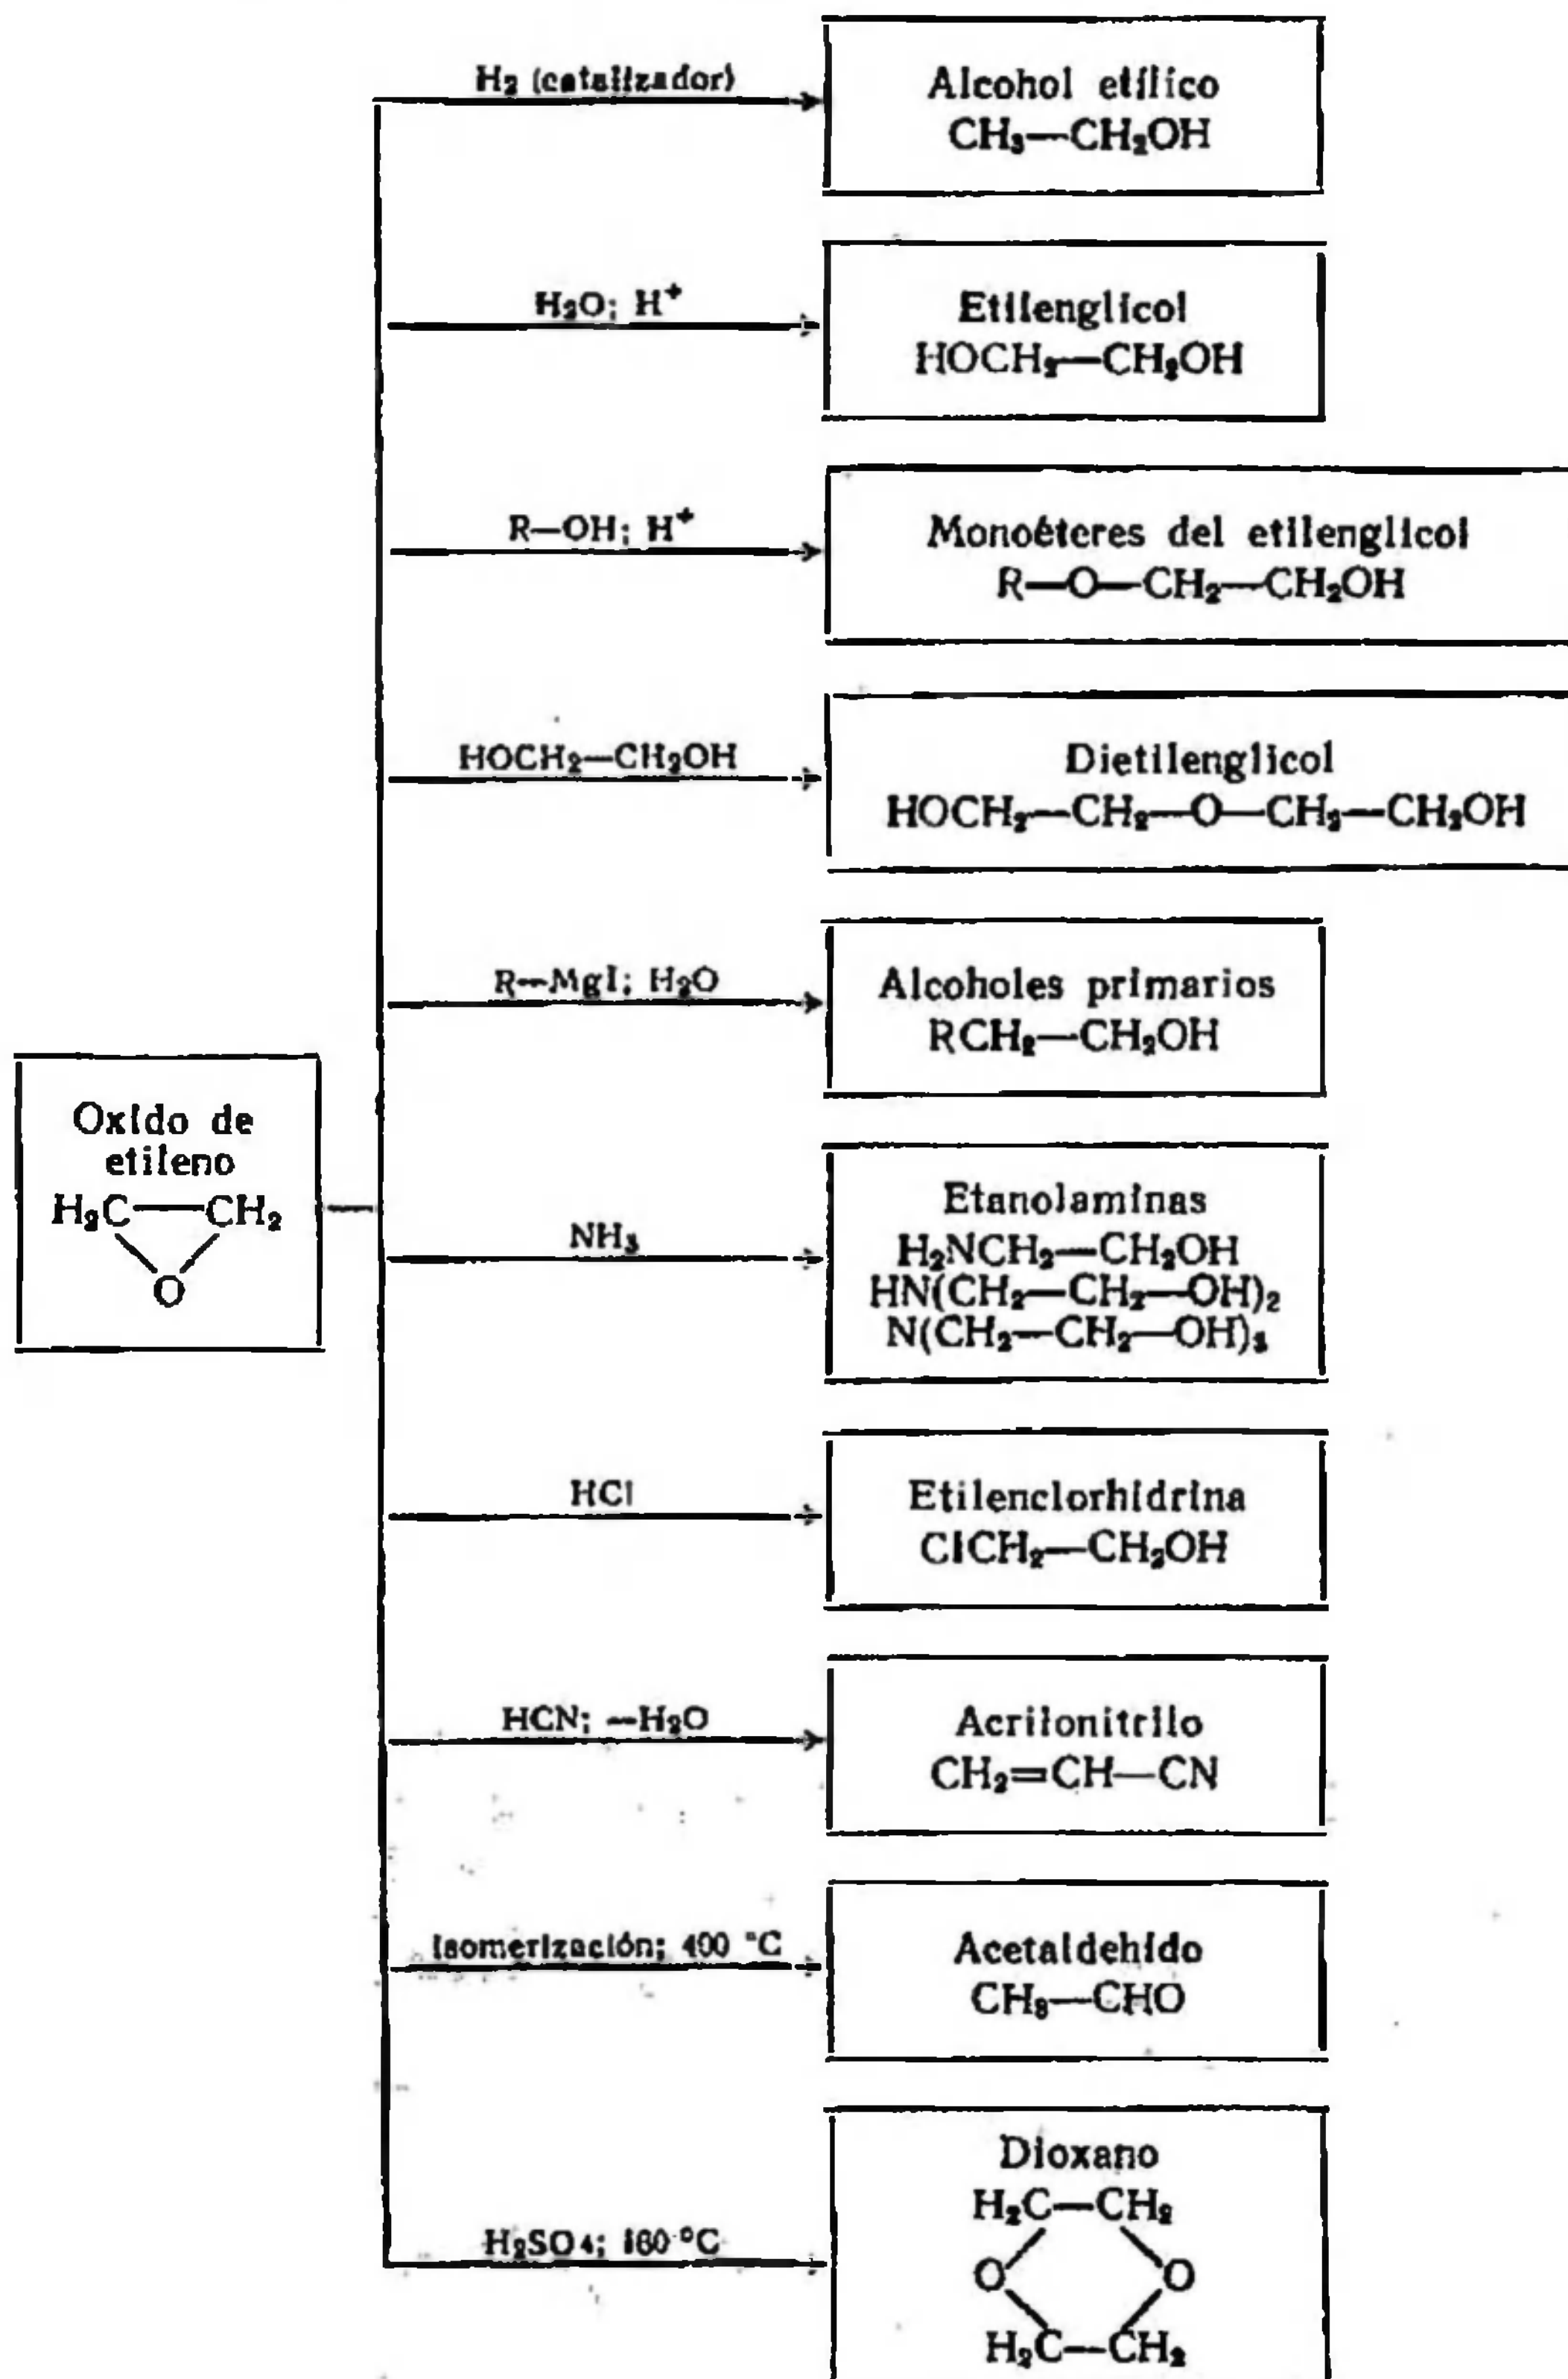 H₂ (catalizador)
Alcohol etílico
CH₃—CH₂OH
H₂O; H⁺
Etilenglicol
HOCH₂—CH₂OH
R—OH; H⁺
Monoéteres del etilenglicol
R—O—CH₂—CH₂OH
HOCH₂—CH₂OH
Dietilenglicol
HOCH₂—CH₂—O—CH₂—CH₂OH
R—MgI; H₂O
Alcoholes primarios
RCH₂—CH₂OH
Oxido de
etileno
H₂C—CH₂
O
NH₃
Etanolaminas
H₂NCH₂—CH₂OH
HN(CH₂—CH₂—OH)₂
N(CH₂—CH₂—OH)₃
HCl
Etilenclorhidrina
ClCH₂—CH₂OH
HCN; —H₂O
Acrilonitrilo
CH₂=CH—CN
Isomerización; 400 °C
Acetaldehído
CH₃—CHO
H₂SO₄; 160 °C
Dioxano
H₂C—CH₂
O O
H₂C—CH₂